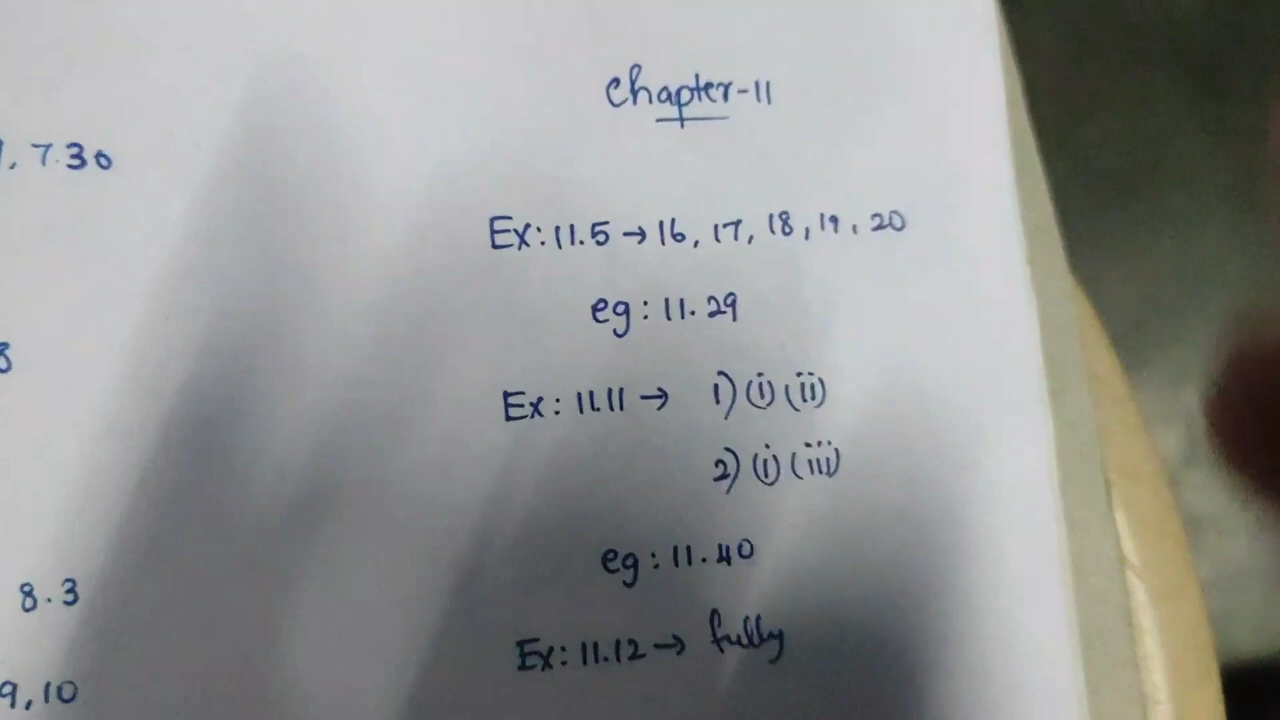 Chapter-11
, 7.30
Ex: 11.5 → 16, 17, 18, 19, 20
eg: 11.29
8
Ex: 11.11 → 1) (i) (ii)
2) (i) (iii)
eg: 11.40
8.3
Ex: 11.12 → fully
9, 10